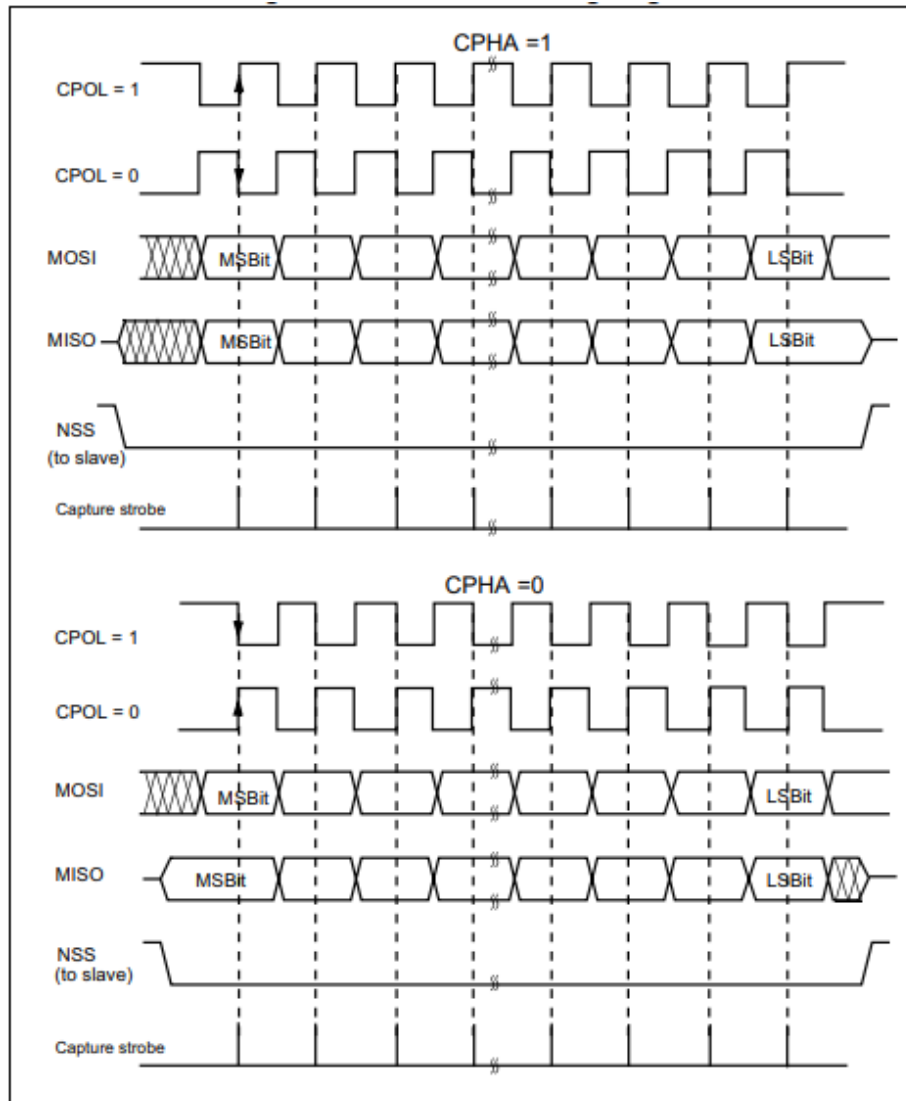 CPHA =1
CPOL = 1
CPOL = 0
MOSI MSBit LSBit
MISO MSBit LSBit
NSS
(to slave)
Capture strobe
CPHA =0
CPOL = 1
CPOL = 0
MOSI MSBit LSBit
MISO MSBit LSBit
NSS
(to slave)
Capture strobe